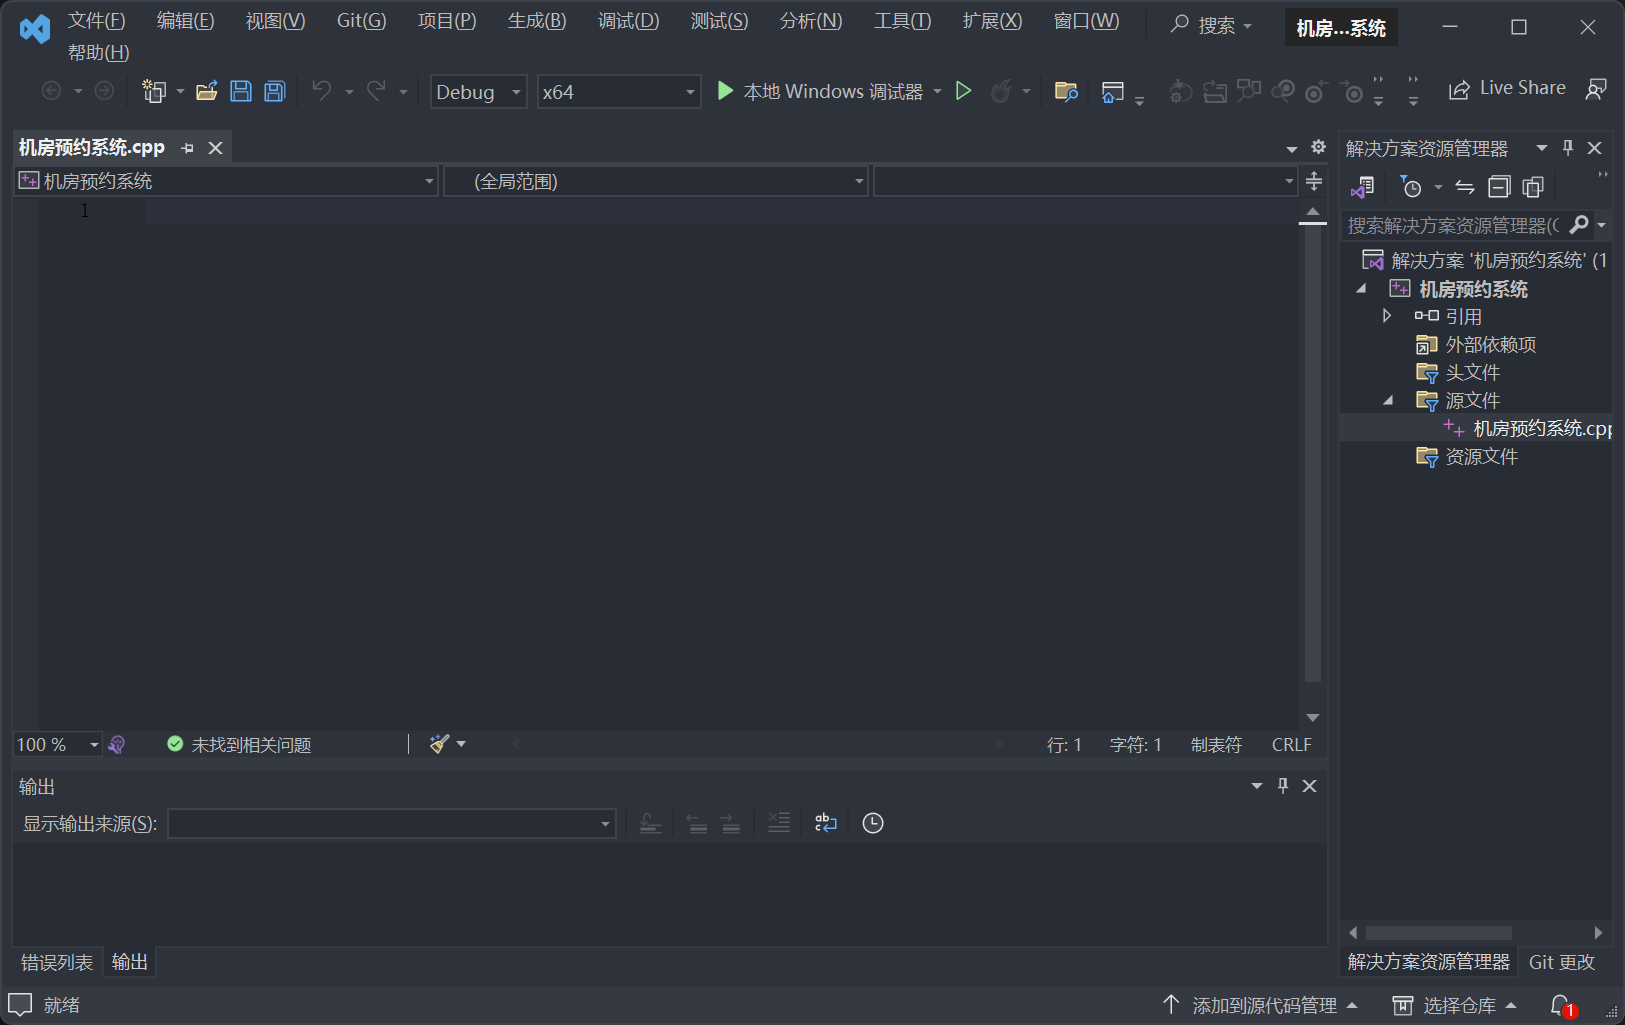 文件(F) 编辑(E) 视图(V) Git(G) 项目(P) 生成(B) 调试(D) 测试(S) 分析(N) 工具(T) 扩展(X) 窗口(W) 搜索 机房...系统
帮助(H)
Debug x64 本地 Windows 调试器 Live Share
机房预约系统.cpp
机房预约系统 (全局范围)
1
100 % 未找到相关问题 行: 1 字符: 1 制表符 CRLF
输出
显示输出来源(S):
错误列表 输出
解决方案资源管理器
搜索解决方案资源管理器(C
解决方案 '机房预约系统' (1
机房预约系统
引用
外部依赖项
头文件
源文件
机房预约系统.cpp
资源文件
解决方案资源管理器 Git 更改
就绪 添加到源代码管理 选择仓库 1